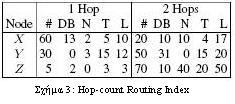 1 Hop 2 Hops
Node # DB N T L # DB N T L
X 60 13 2 5 10 20 10 10 4 17
Y 30 0 3 15 12 50 31 0 15 20
Z 5 2 0 3 3 70 10 40 20 50
Σχήμα 3: Hop-count Routing Index